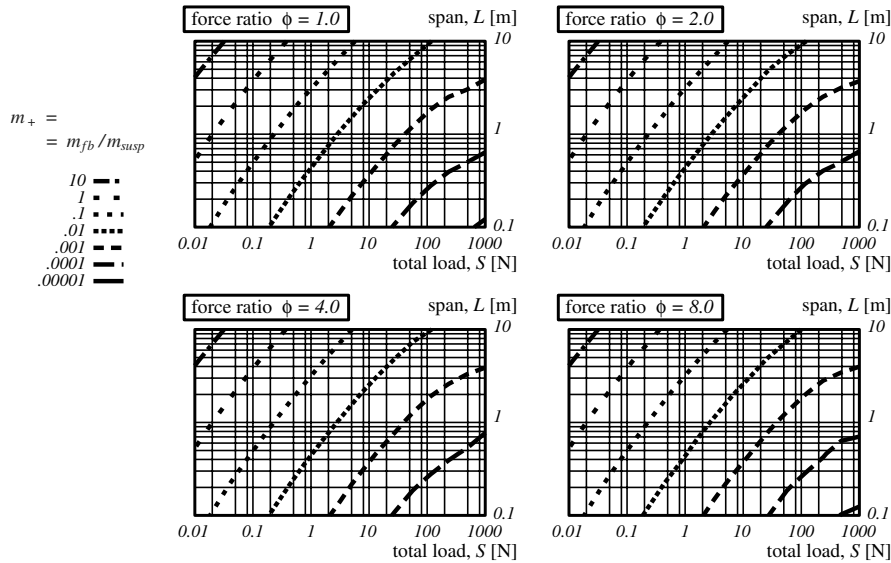 force ratio ϕ = 1.0
span, L [m]
10
1
0.1
0.01 0.1 1 10 100 1000
total load, S [N]
force ratio ϕ = 2.0
span, L [m]
10
1
0.1
0.01 0.1 1 10 100 1000
total load, S [N]
m+ =
= mfb/msusp
10
1
.1
.01
.001
.0001
.00001
force ratio ϕ = 4.0
span, L [m]
10
1
0.1
0.01 0.1 1 10 100 1000
total load, S [N]
force ratio ϕ = 8.0
span, L [m]
10
1
0.1
0.01 0.1 1 10 100 1000
total load, S [N]